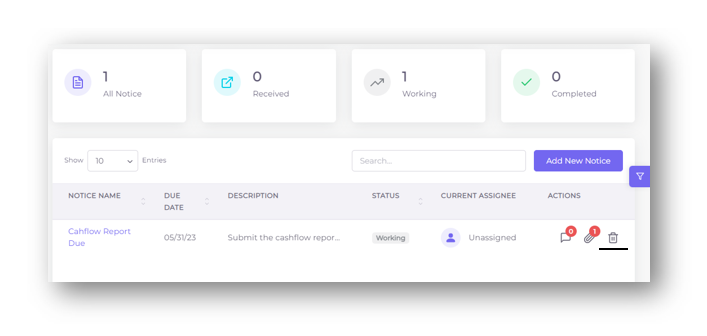 1
All Notice
0
Received
1
Working
0
Completed
Show 10 Entries
Search...
Add New Notice
NOTICE NAME DUE DATE DESCRIPTION STATUS CURRENT ASSIGNEE ACTIONS
Cahflow Report Due 05/31/23 Submit the cashflow repor... Working Unassigned 0 1